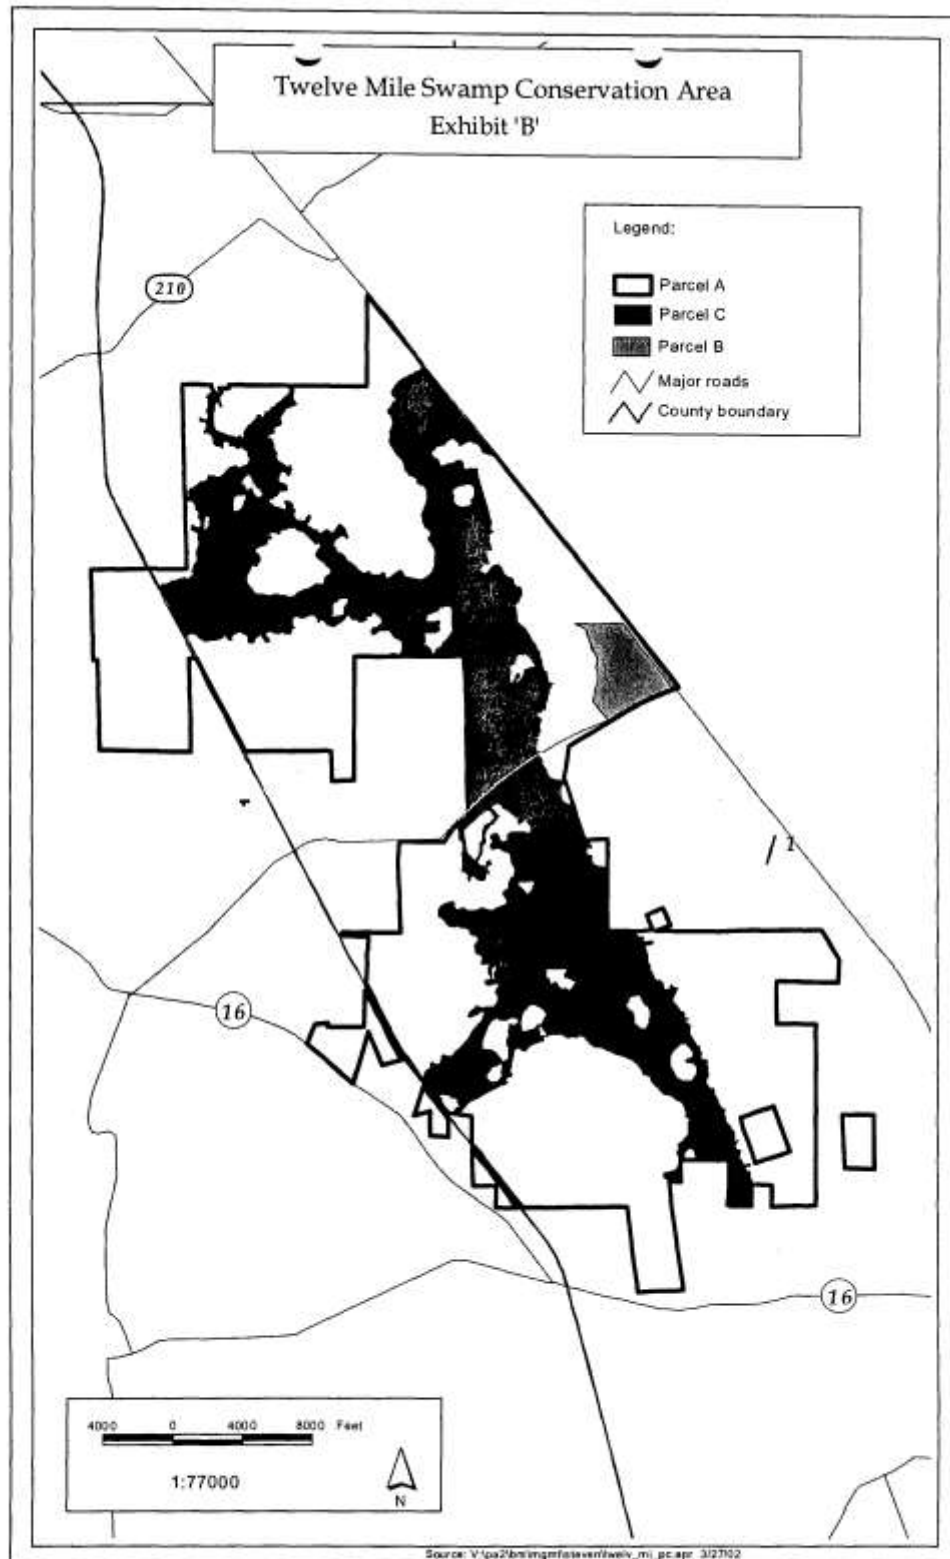 Twelve Mile Swamp Conservation Area
Exhibit 'B'
Legend:
Parcel A
Parcel C
Parcel B
Major roads
County boundary
210
1
16
16
4000 0 4000 8000 Feet
1:77000
N